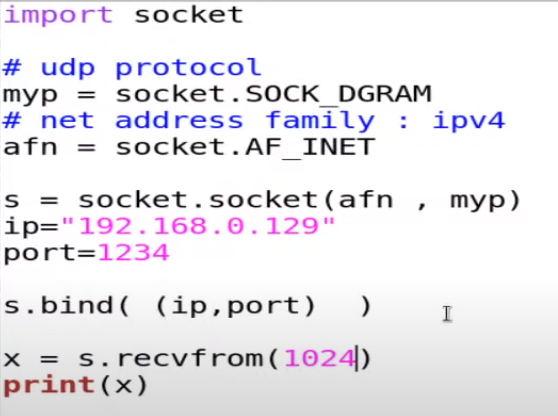 import socket
# udp protocol
myp = socket.SOCK_DGRAM
# net address family : ipv4
afn = socket.AF_INET
s = socket.socket(afn , myp)
ip="192.168.0.129"
port=1234
s.bind( (ip,port)  )
x = s.recvfrom(1024)
print(x)